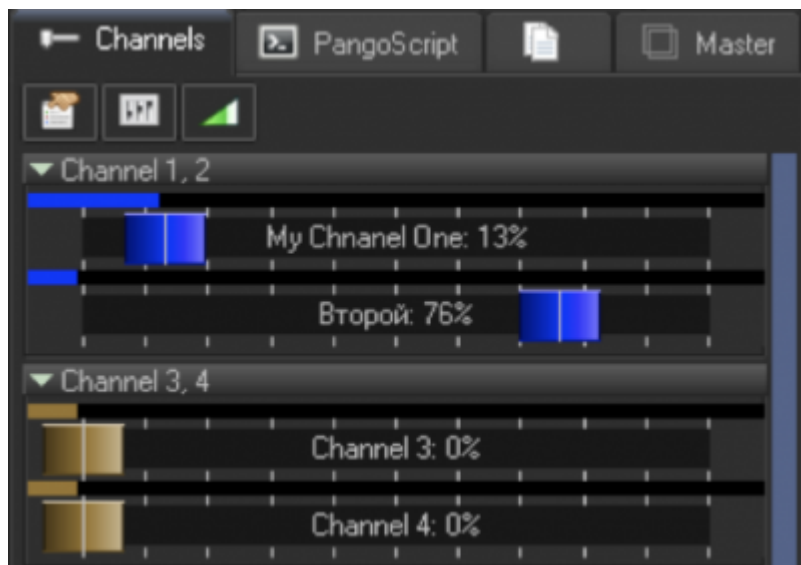 Channels PangoScript Master
Channel 1, 2
My Chnanel One: 13%
Второй: 76%
Channel 3, 4
Channel 3: 0%
Channel 4: 0%